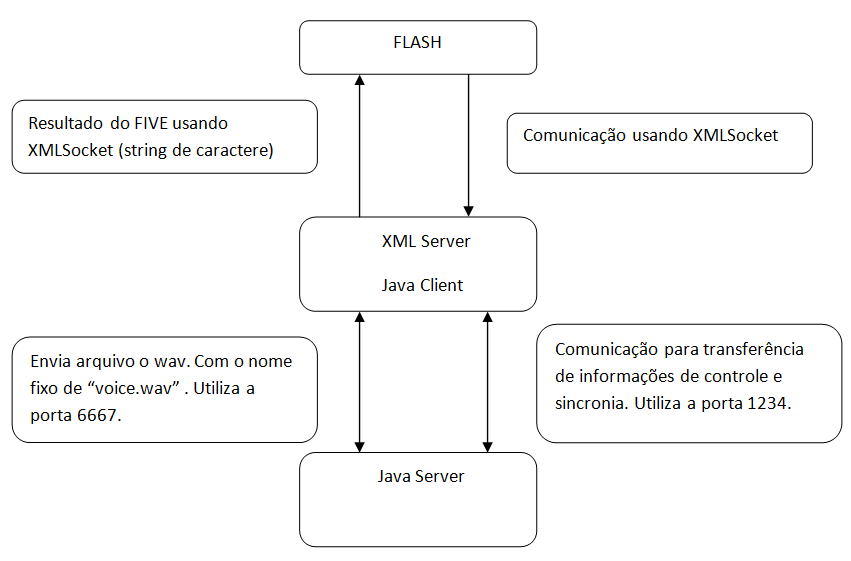 FLASH
Resultado do FIVE usando
XMLSocket (string de caractere)
Comunicação usando XMLSocket
XML Server
Java Client
Envia arquivo o wav. Com o nome
fixo de “voice.wav” . Utiliza a
porta 6667.
Comunicação para transferência
de informações de controle e
sincronia. Utiliza a porta 1234.
Java Server